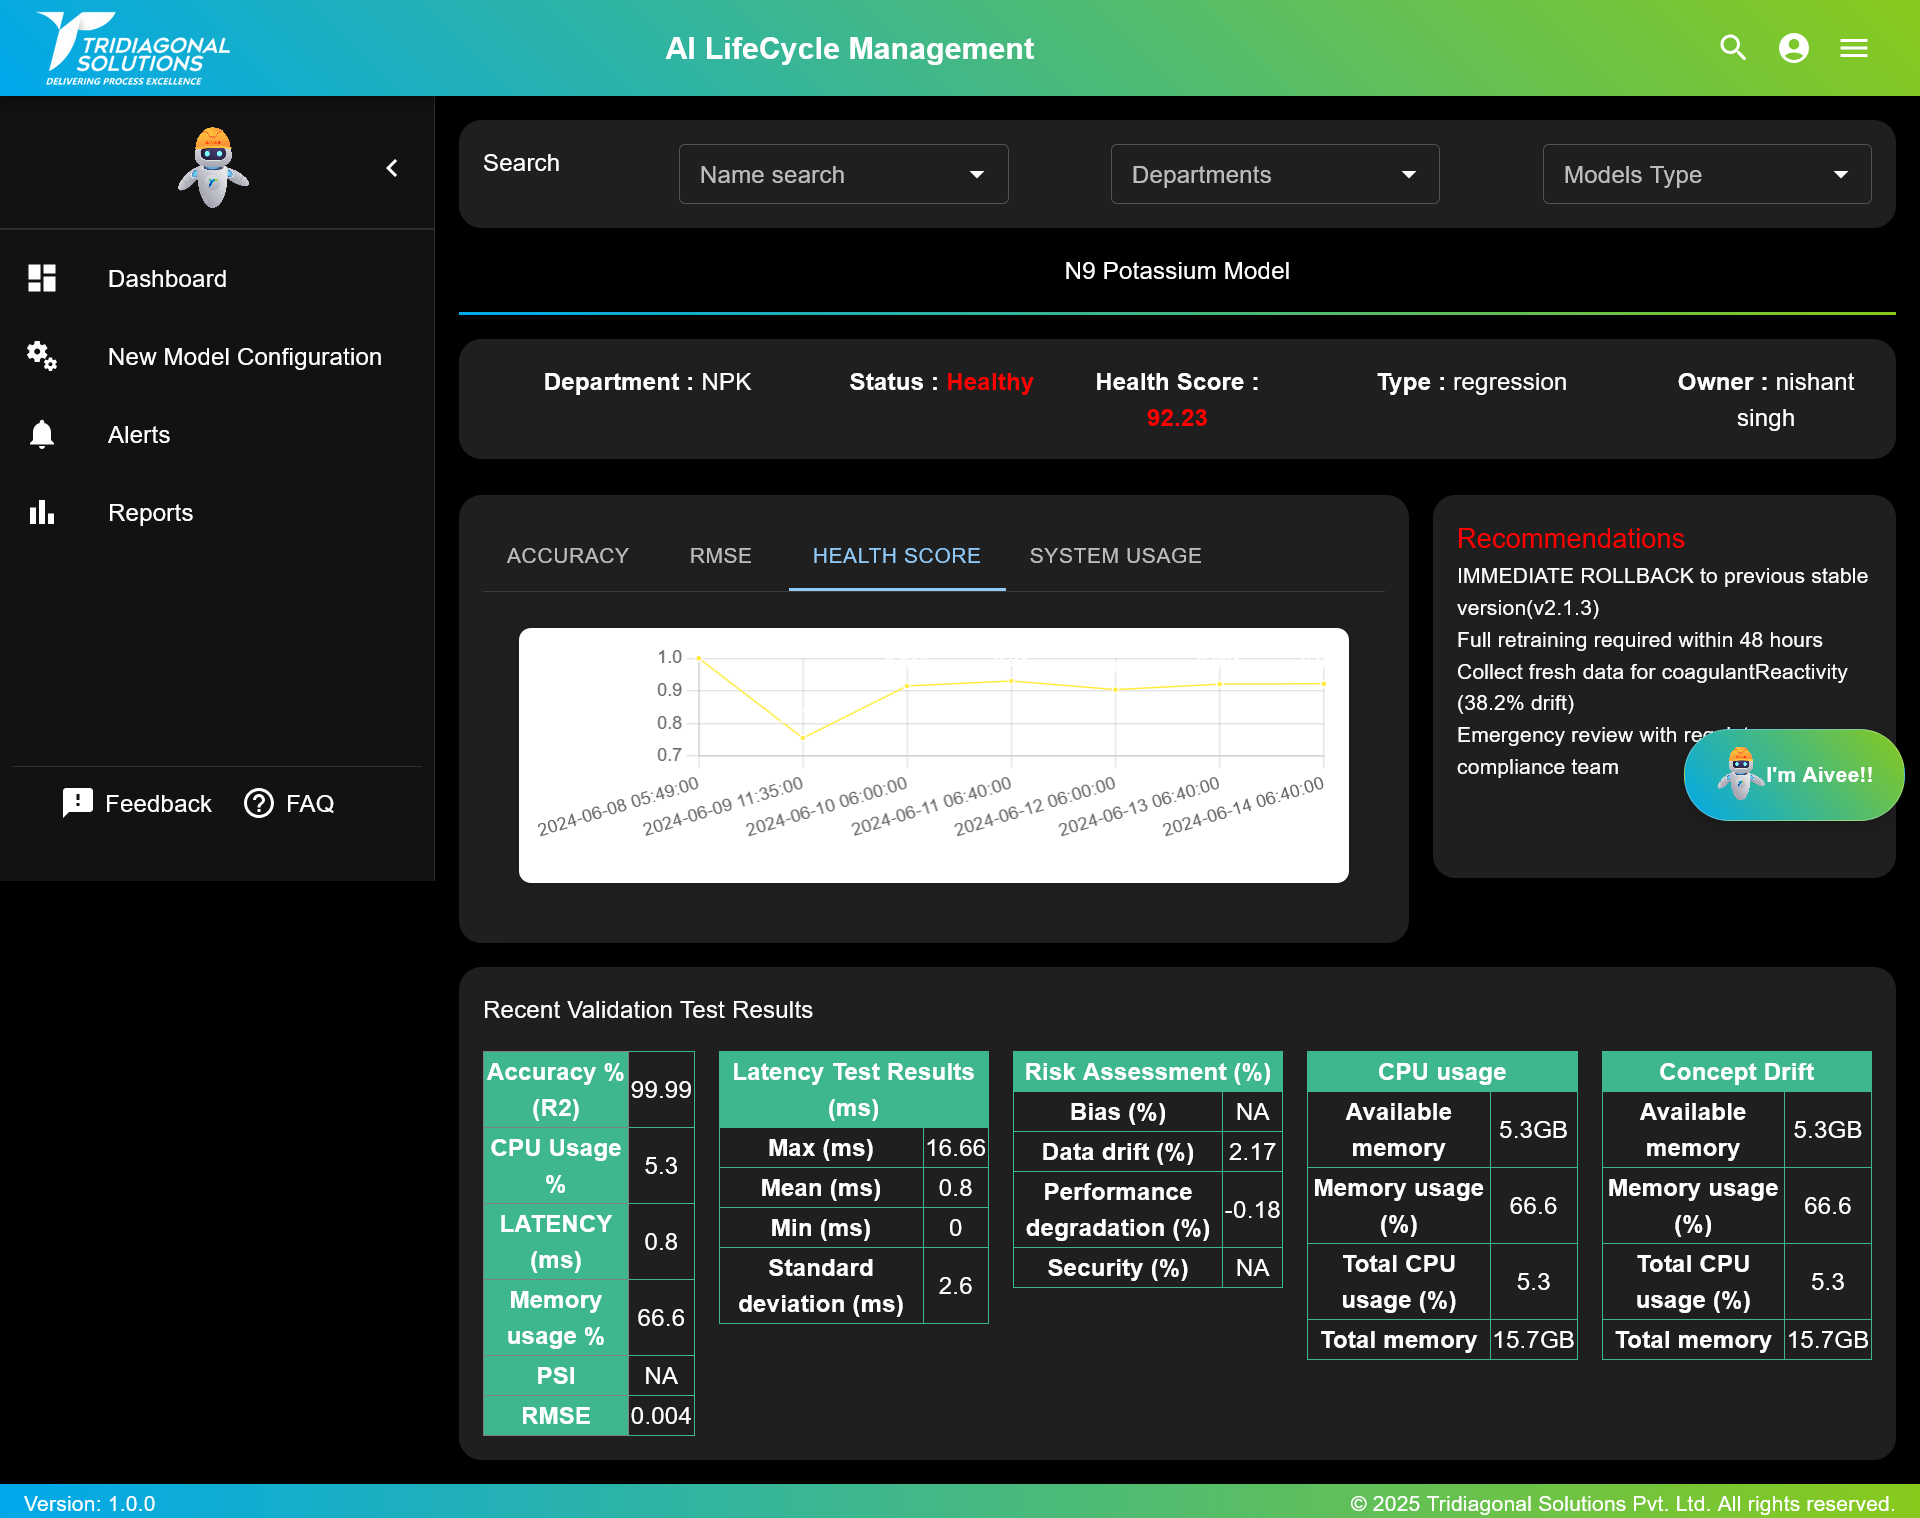 TRIDIAGONAL
SOLUTIONS
DELIVERING PROCESS EXCELLENCE
AI LifeCycle Management
Dashboard
New Model Configuration
Alerts
Reports
Feedback
FAQ
Search
Name search
Departments
Models Type
N9 Potassium Model
Department : NPK
Status : Healthy
Health Score :
92.23
Type : regression
Owner : nishant
singh
ACCURACY
RMSE
HEALTH SCORE
SYSTEM USAGE
1.0
0.9
0.8
0.7
2024-06-08 05:49:00
2024-06-09 11:35:00
2024-06-10 06:00:00
2024-06-11 06:40:00
2024-06-12 06:00:00
2024-06-13 06:40:00
2024-06-14 06:40:00
Recommendations
IMMEDIATE ROLLBACK to previous stable
version(v2.1.3)
Full retraining required within 48 hours
Collect fresh data for coagulantReactivity
(38.2% drift)
Emergency review with
compliance team
I'm Aivee!!
Recent Validation Test Results
Accuracy %
(R2)
99.99
CPU Usage
%
5.3
LATENCY
(ms)
0.8
Memory
usage %
66.6
PSI
NA
RMSE
0.004
Latency Test Results
(ms)
Max (ms)
16.66
Mean (ms)
0.8
Min (ms)
0
Standard
deviation (ms)
2.6
Risk Assessment (%)
Bias (%)
NA
Data drift (%)
2.17
Performance
degradation (%)
-0.18
Security (%)
NA
CPU usage
Available
memory
5.3GB
Memory usage
(%)
66.6
Total CPU
usage (%)
5.3
Total memory
15.7GB
Concept Drift
Available
memory
5.3GB
Memory usage
(%)
66.6
Total CPU
usage (%)
5.3
Total memory
15.7GB
Version: 1.0.0
© 2025 Tridiagonal Solutions Pvt. Ltd. All rights reserved.